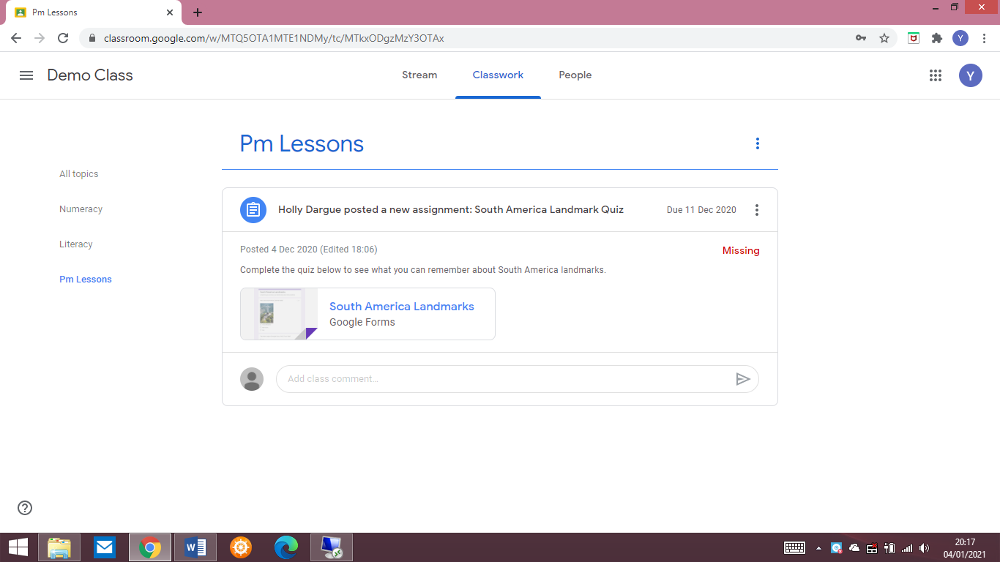 Pm Lessons
classroom.google.com/w/MTQ5OTA1MTE1NDMy/tc/MTkxODgzMzY3OTAx
Y
Demo Class
Stream
Classwork
People
Y
Pm Lessons
All topics
Numeracy
Literacy
Pm Lessons
Holly Dargue posted a new assignment: South America Landmark Quiz
Due 11 Dec 2020
Posted 4 Dec 2020 (Edited 18:06)
Missing
Complete the quiz below to see what you can remember about South America landmarks.
South America Landmarks
Google Forms
Add class comment...
20:17
04/01/2021